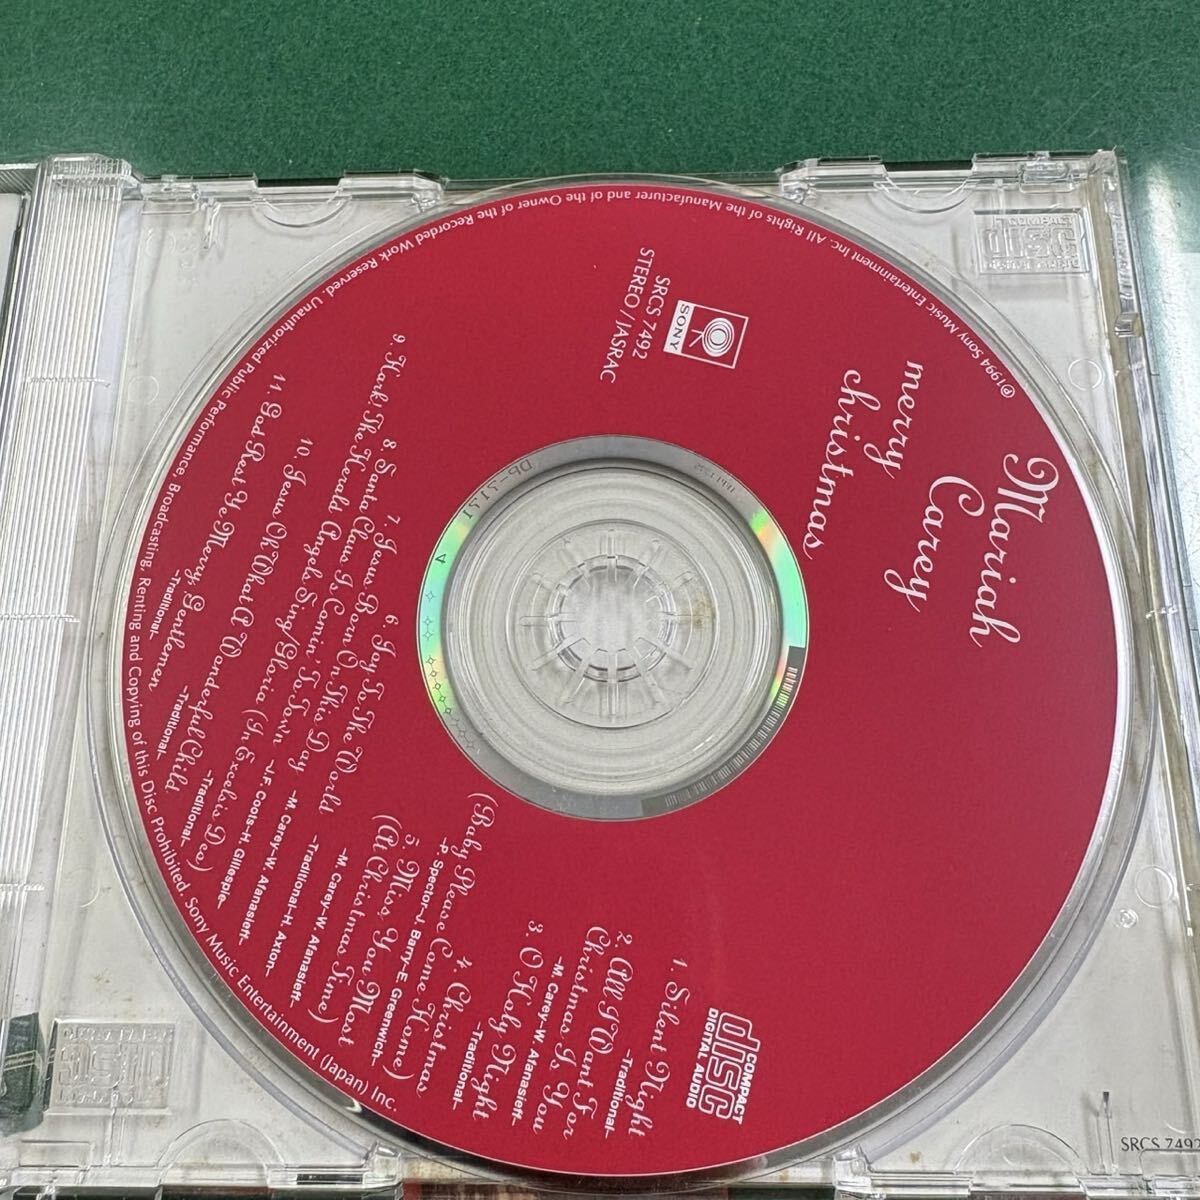 Mariah
Carey
merry
christmas
SONY
SRCS 7492
STEREO / JASRAC
COMPACT
disc
DIGITAL AUDIO
1. Silent Night
-Traditional-
2. All I Want For
Christmas Is You
-M. Carey-W. Afanasieff-
3. O Holy Night
-Traditional-
4. Christmas
(Baby Please Come Home)
-P. Spector-J. Barry-E. Greenwich-
5. Miss You Most
(At Christmas Time)
-M. Carey-W. Afanasieff-
6. Joy To The World
-Traditional-H. Axton-
7. Jesus Born On This Day
-M. Carey-W. Afanasieff-
8. Santa Claus Is Comin' To Town
-J.F. Coots-H. Gillespie-
9. Hark! The Herald Angels Sing/Gloria (In Excelsis Deo)
-Traditional-
10. Jesus Oh What A Wonderful Child
-Traditional-
11. God Rest Ye Merry, Gentlemen
-Traditional-
℗1994 Sony Music Entertainment Inc. All Rights of the Manufacturer and of the Owner of the Recorded Work Reserved. Unauthorized Public Performance, Broadcasting, Renting and Copying of this Disc Prohibited. Sony Music Entertainment (Japan) Inc.
4
COMPACT
disc
SRCS 7492